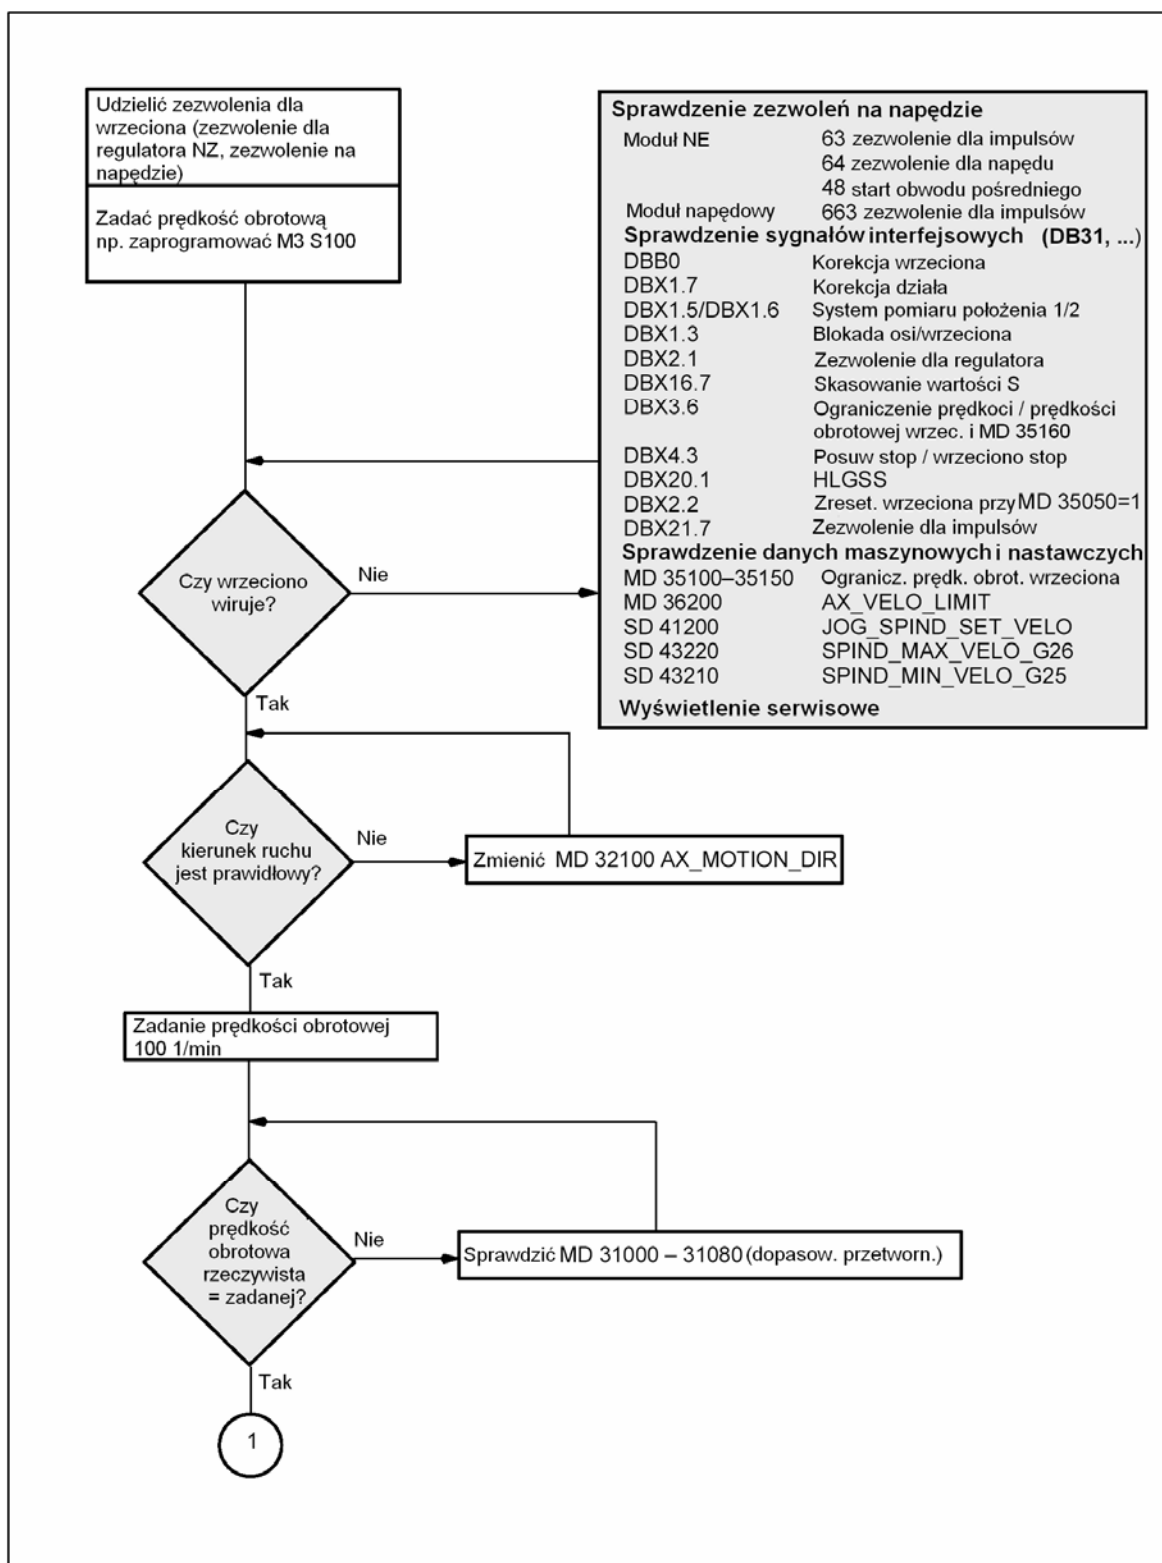 Udzielić zezwolenia dla
wrzeciona (zezwolenie dla
regulatora NZ, zezwolenie na
napędzie)
Zadać prędkość obrotową
np. zaprogramować M3 S100
Sprawdzenie zezwoleń na napędzie
Moduł NE 63 zezwolenie dla impulsów
64 zezwolenie dla napędu
48 start obwodu pośredniego
Moduł napędowy 663 zezwolenie dla impulsów
Sprawdzenie sygnałów interfejsowych (DB31, ...)
DBB0 Korekcja wrzeciona
DBX1.7 Korekcja działa
DBX1.5/DBX1.6 System pomiaru położenia 1/2
DBX1.3 Blokada osi/wrzeciona
DBX2.1 Zezwolenie dla regulatora
DBX16.7 Skasowanie wartości S
DBX3.6 Ograniczenie prędkoci / prędkości
obrotowej wrzec. i MD 35160
DBX4.3 Posuw stop / wrzeciono stop
DBX20.1 HLGSS
DBX2.2 Zreset. wrzeciona przy MD 35050=1
DBX21.7 Zezwolenie dla impulsów
Sprawdzenie danych maszynowych i nastawczych
MD 35100–35150 Ogranicz. prędk. obrot. wrzeciona
MD 36200 AX_VELO_LIMIT
SD 41200 JOG_SPIND_SET_VELO
SD 43220 SPIND_MAX_VELO_G26
SD 43210 SPIND_MIN_VELO_G25
Wyświetlenie serwisowe
Czy wrzeciono
wiruje?
Nie
Tak
Czy
kierunek ruchu
jest prawidłowy?
Nie
Zmienić MD 32100 AX_MOTION_DIR
Tak
Zadanie prędkości obrotowej
100 1/min
Czy
prędkość
obrotowa
rzeczywista
= zadanej?
Nie
Sprawdzić MD 31000 – 31080 (dopasow. przetworn.)
Tak
1